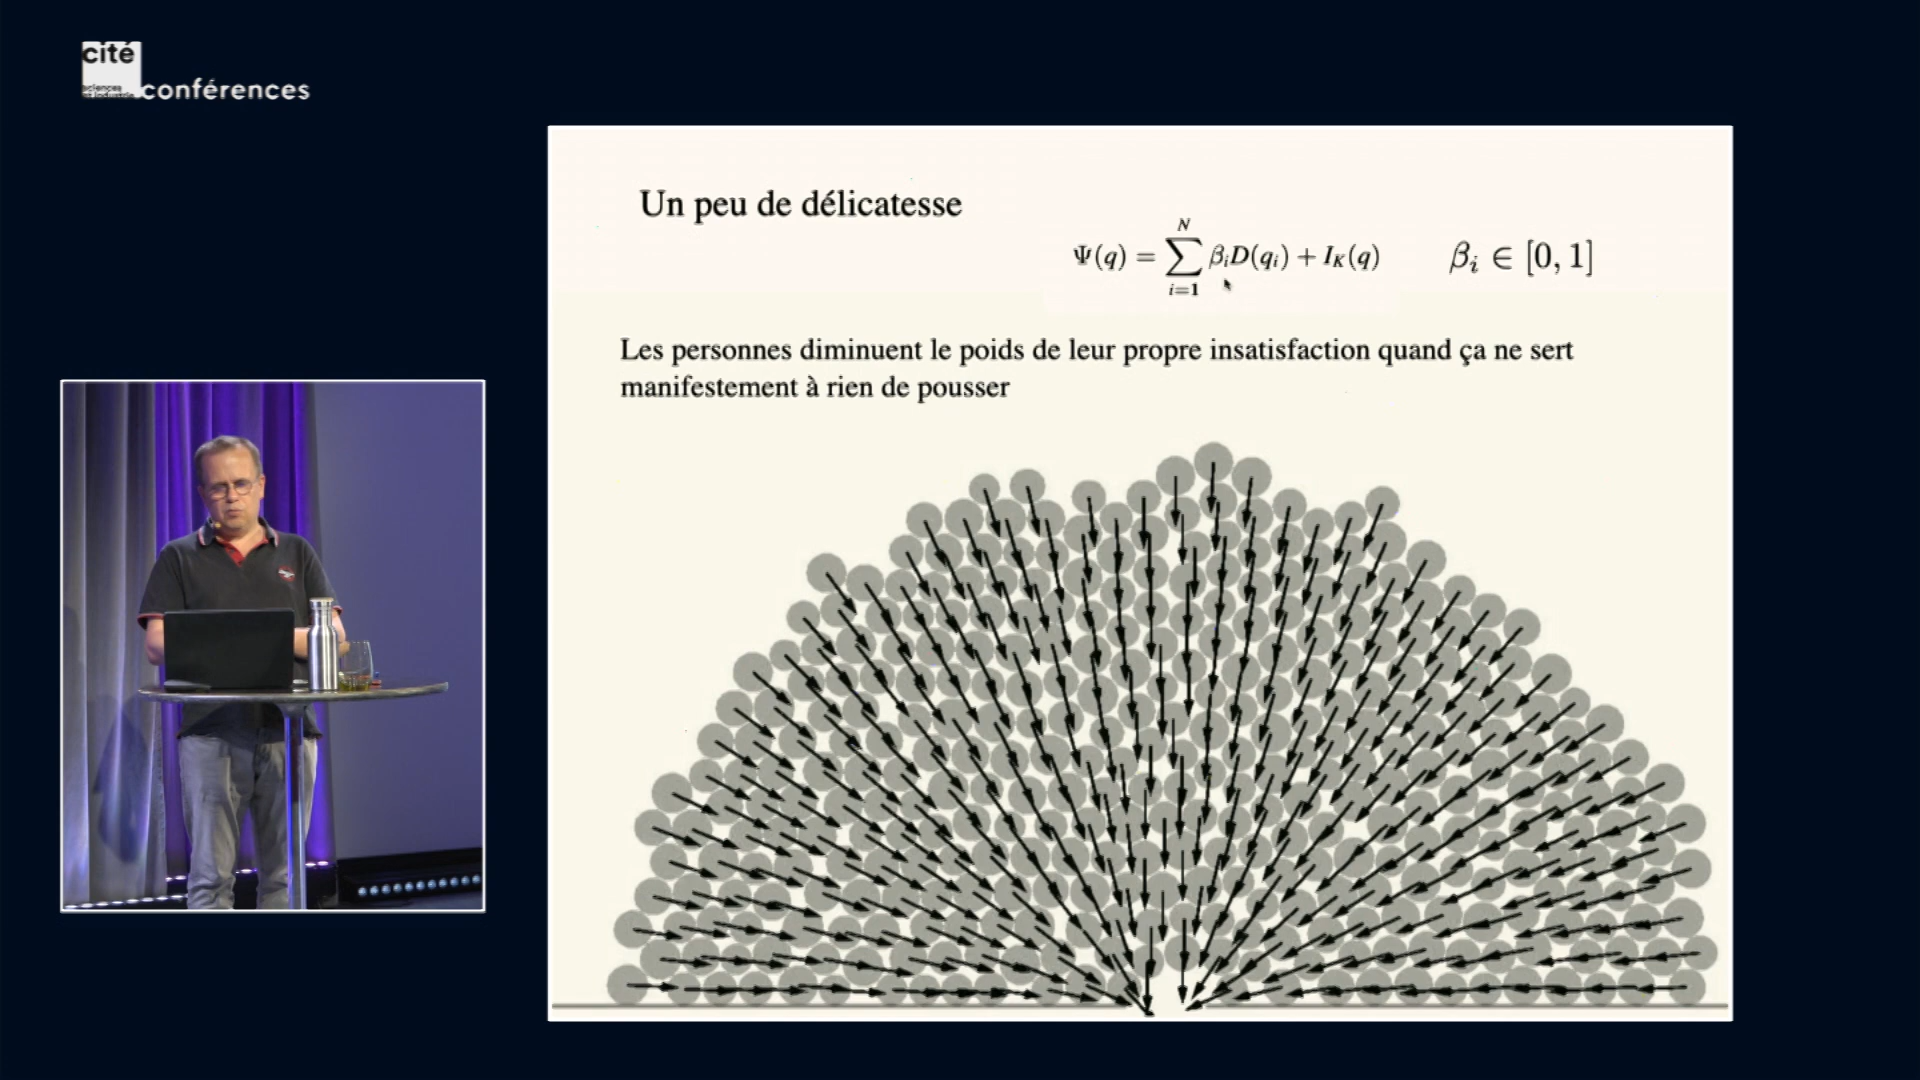 cité
sciences
et industrie
conférences
Un peu de délicatesse
Ψ(q) = ∑_{i=1}^{N} β_i D(q_i) + I_K(q)    β_i ∈ [0, 1]
Les personnes diminuent le poids de leur propre insatisfaction quand ça ne sert
manifestement à rien de pousser